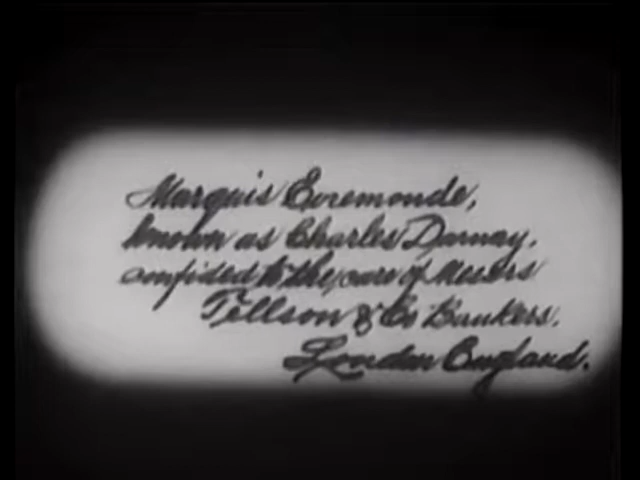 Marquis Evremonde,
known as Charles Darnay,
confided to the care of Messrs
Tellson & Co Bankers.
London England.